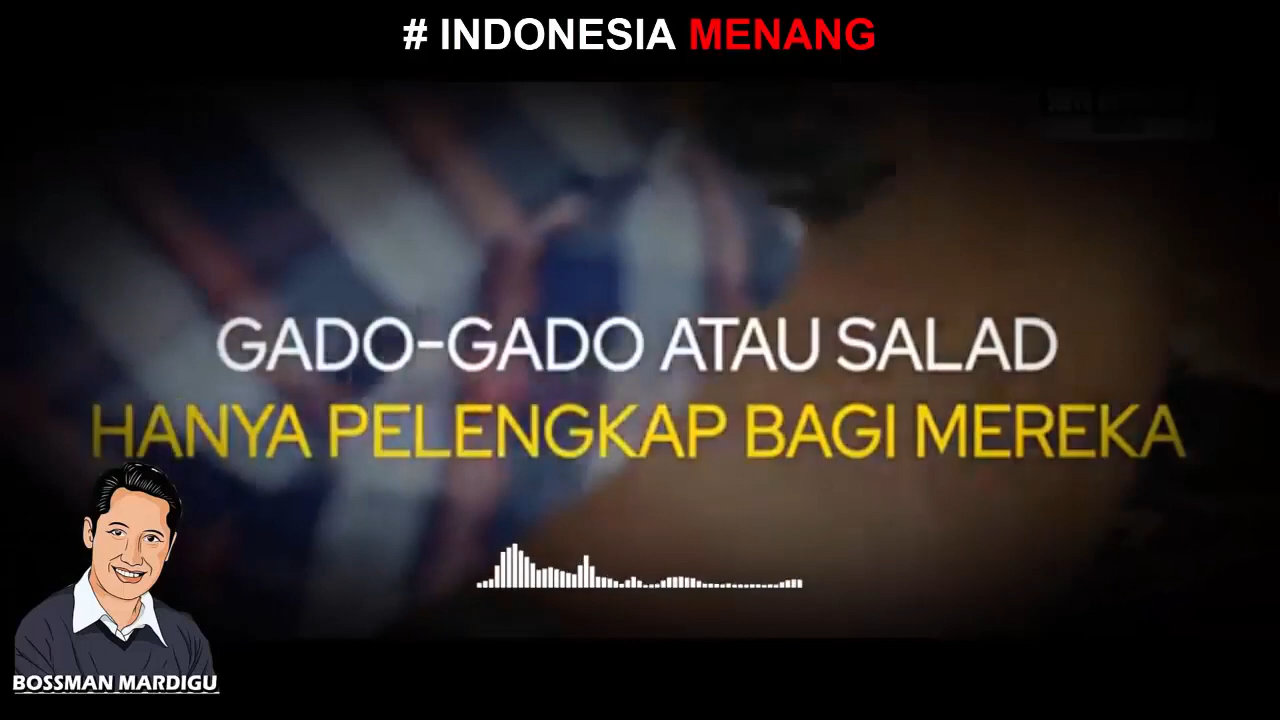 # INDONESIA MENANG
GADO-GADO ATAU SALAD
HANYA PELENGKAP BAGI MEREKA
BOSSMAN MARDIGU